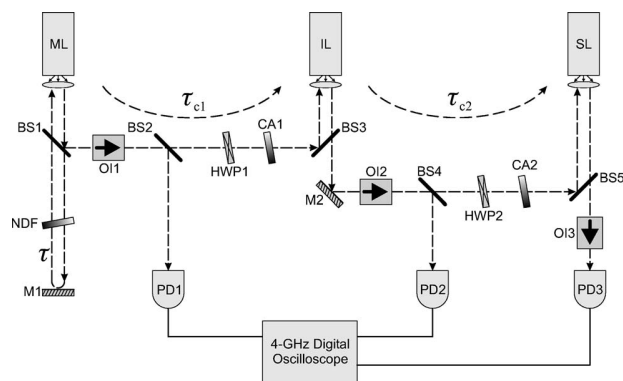 ML
IL
SL
τc1
τc2
BS1
BS2
CA1
BS3
HWP1
OI1
M2
OI2
BS4
CA2
HWP2
BS5
OI3
NDF
τ
M1
PD1
PD2
PD3
4-GHz Digital
Oscilloscope